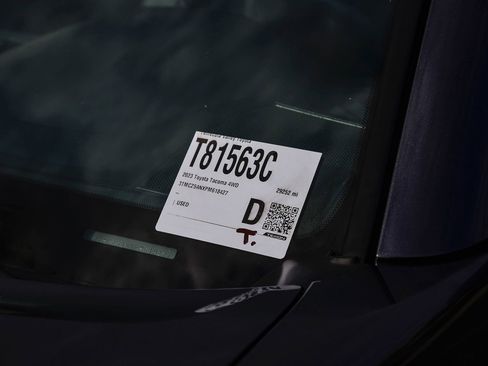 T81563C
2023 Toyota Tacoma 4WD
29252 mi
USED
D
T.